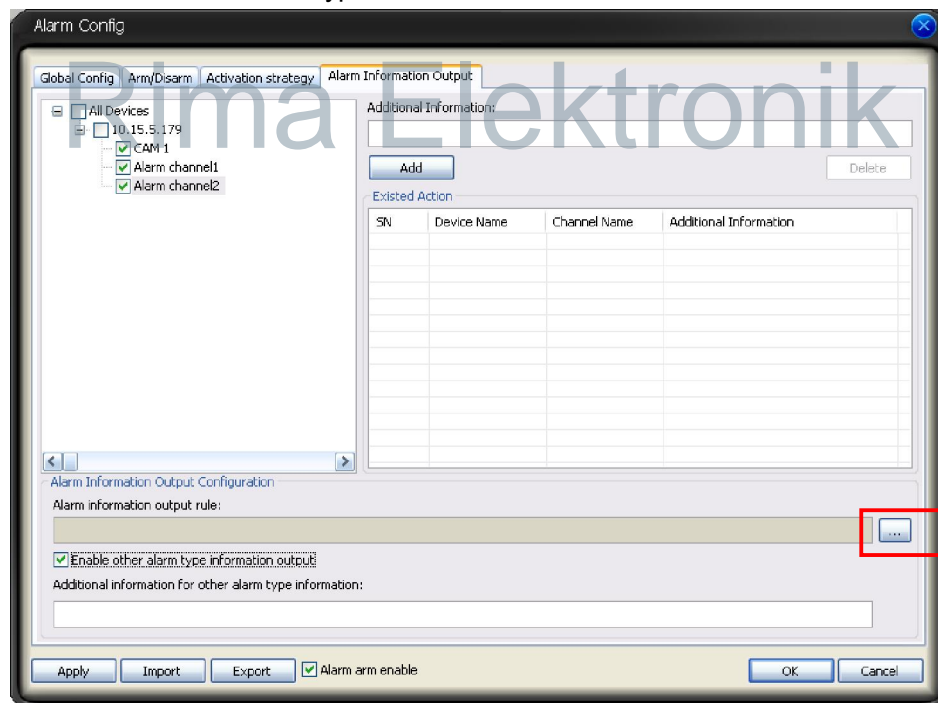 Alarm Config
Global Config Arm/Disarm Activation strategy Alarm Information Output
Rima Elektronik
All Devices
10.15.5.179
CAM 1
Alarm channel1
Alarm channel2
Additional Information:
Add Delete
Existed Action
SN Device Name Channel Name Additional Information
Alarm Information Output Configuration
Alarm information output rule:
...
Enable other alarm type information output
Additional information for other alarm type information:
Apply Import Export Alarm arm enable OK Cancel